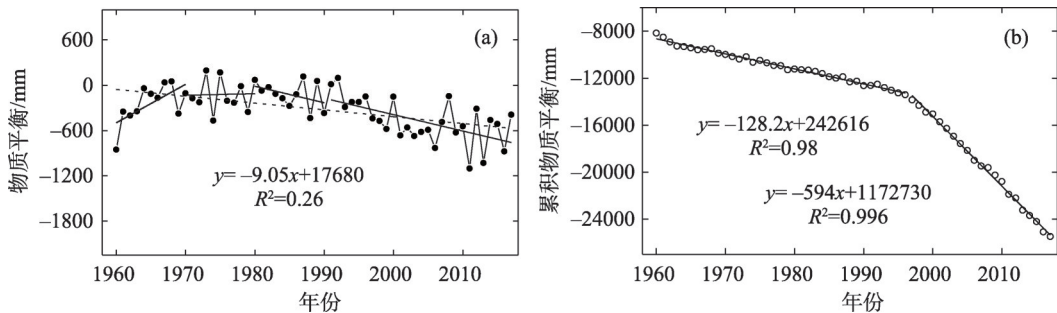 (a)
物质平衡/mm
600
0
−600
−1200
−1800
y= −9.05x+17680
R²=0.26
1960 1970 1980 1990 2000 2010
年份
(b)
累积物质平衡/mm
−8000
−12000
−16000
−20000
−24000
y= −128.2x+242616
R²=0.98
y= −594x+1172730
R²=0.996
1960 1970 1980 1990 2000 2010
年份